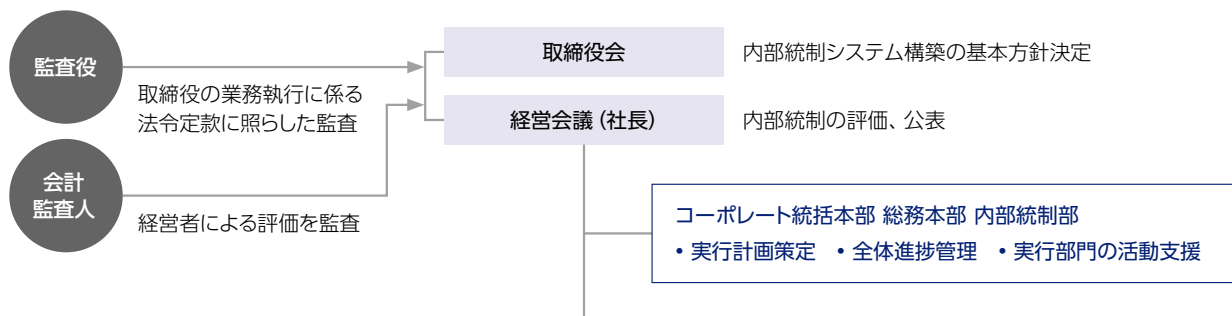 監査役
取締役の業務執行に係る
法令定款に照らした監査
会計
監査人
経営者による評価を監査
取締役会
内部統制システム構築の基本方針決定
経営会議（社長）
内部統制の評価、公表
コーポレート統括本部 総務本部 内部統制部
• 実行計画策定 • 全体進捗管理 • 実行部門の活動支援